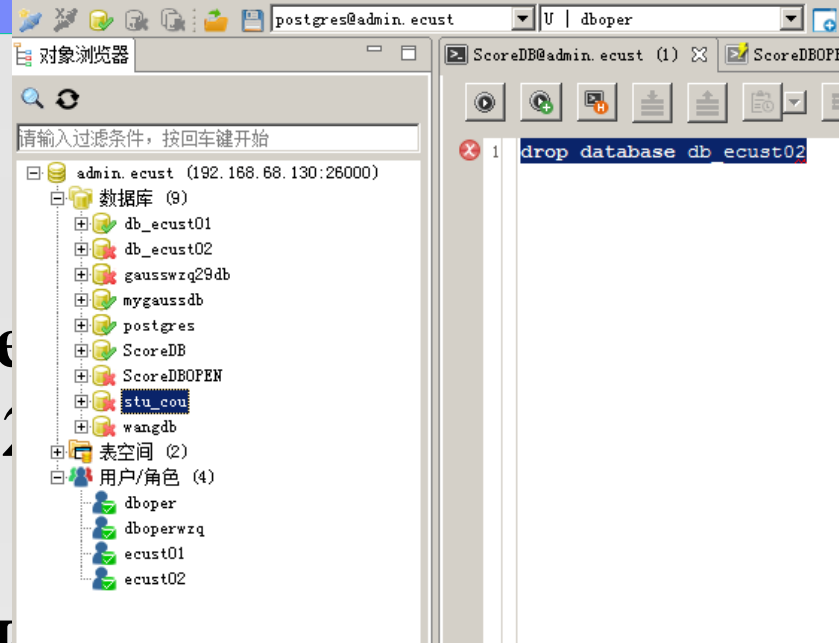 postgres@admin.ecust
U | dboper
对象浏览器
ScoreDB@admin.ecust (1)
ScoreDBOPE
请输入过滤条件，按回车键开始
1 drop database db_ecust02
admin.ecust (192.168.68.130:26000)
数据库 (9)
db_ecust01
db_ecust02
gausswzq29db
mygaussdb
postgres
ScoreDB
ScoreDBOPEN
stu_cou
wangdb
表空间 (2)
用户/角色 (4)
dboper
dboperwzq
ecust01
ecust02